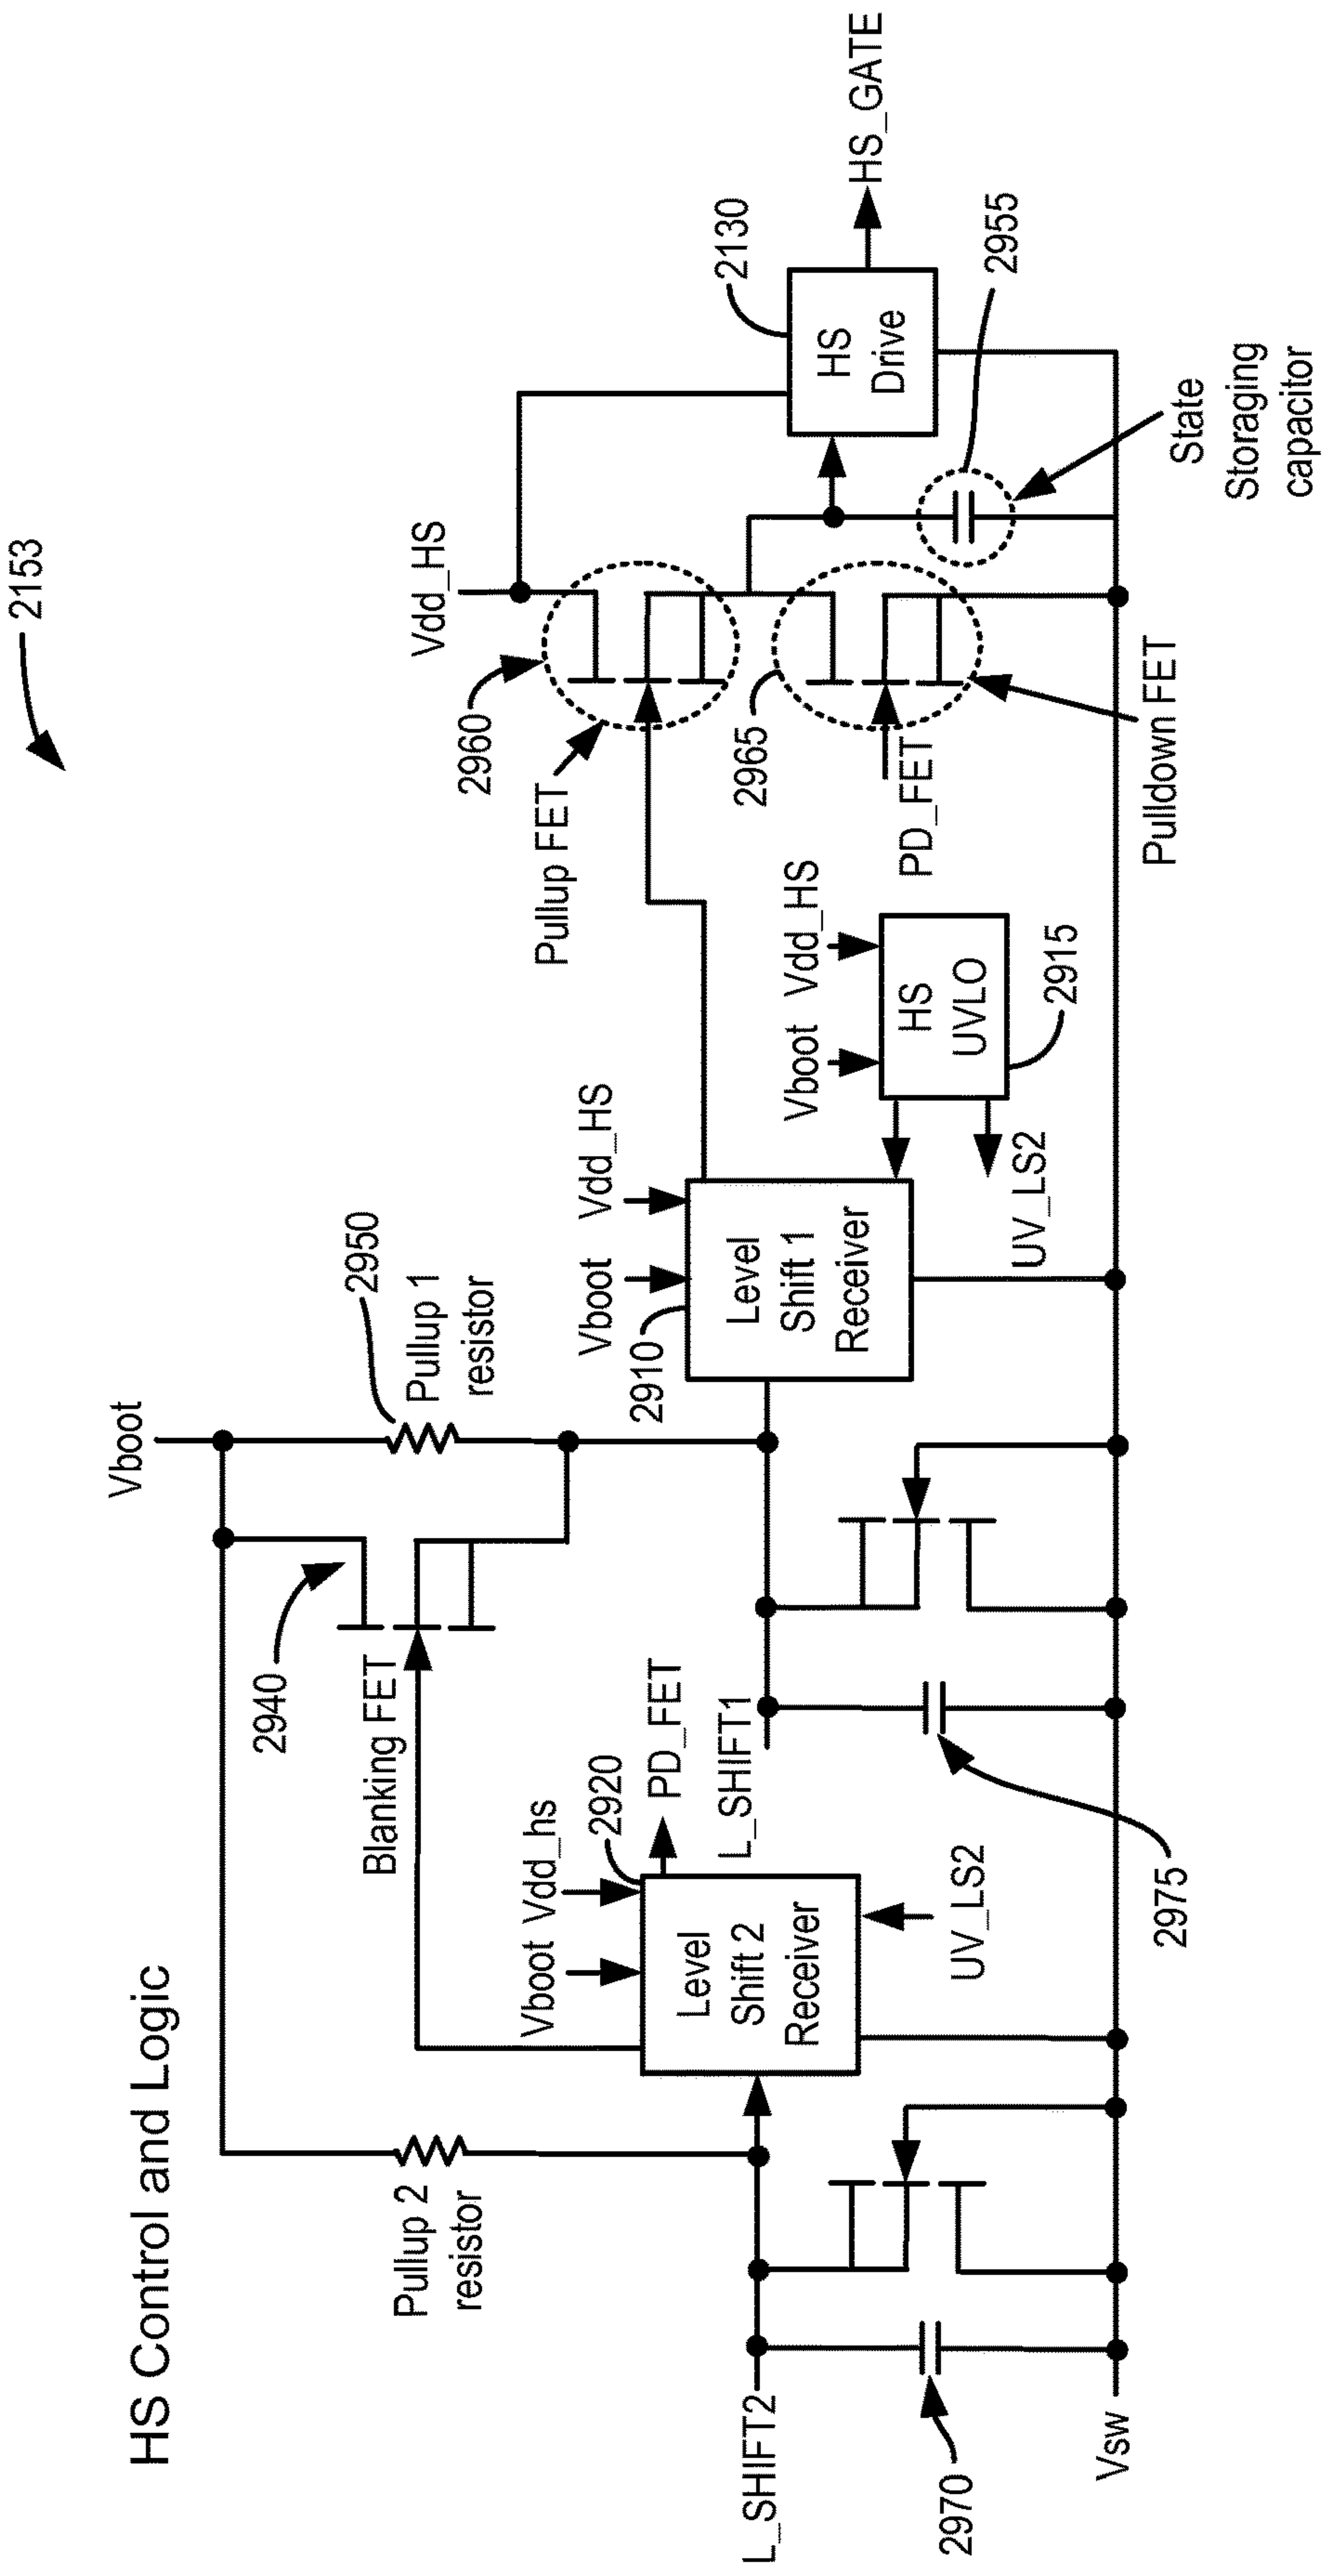 2153
HS Control and Logic
Vboot
2950
Pullup 1
resistor
2940
Blanking FET
Pullup 2
resistor
Vboot
Vdd_hs
2920
PD_FET
Level
Shift 2
Receiver
UV_LS2
L_SHIFT2
L_SHIFT1
2970
2975
Vsw
Vboot
Vdd_HS
2910
Level
Shift 1
Receiver
Vboot
Vdd_HS
HS
UVLO
2915
UV_LS2
Vdd_HS
2960
Pullup FET
2965
PD_FET
Pulldown FET
2130
HS
Drive
HS_GATE
2955
State
Storaging
capacitor